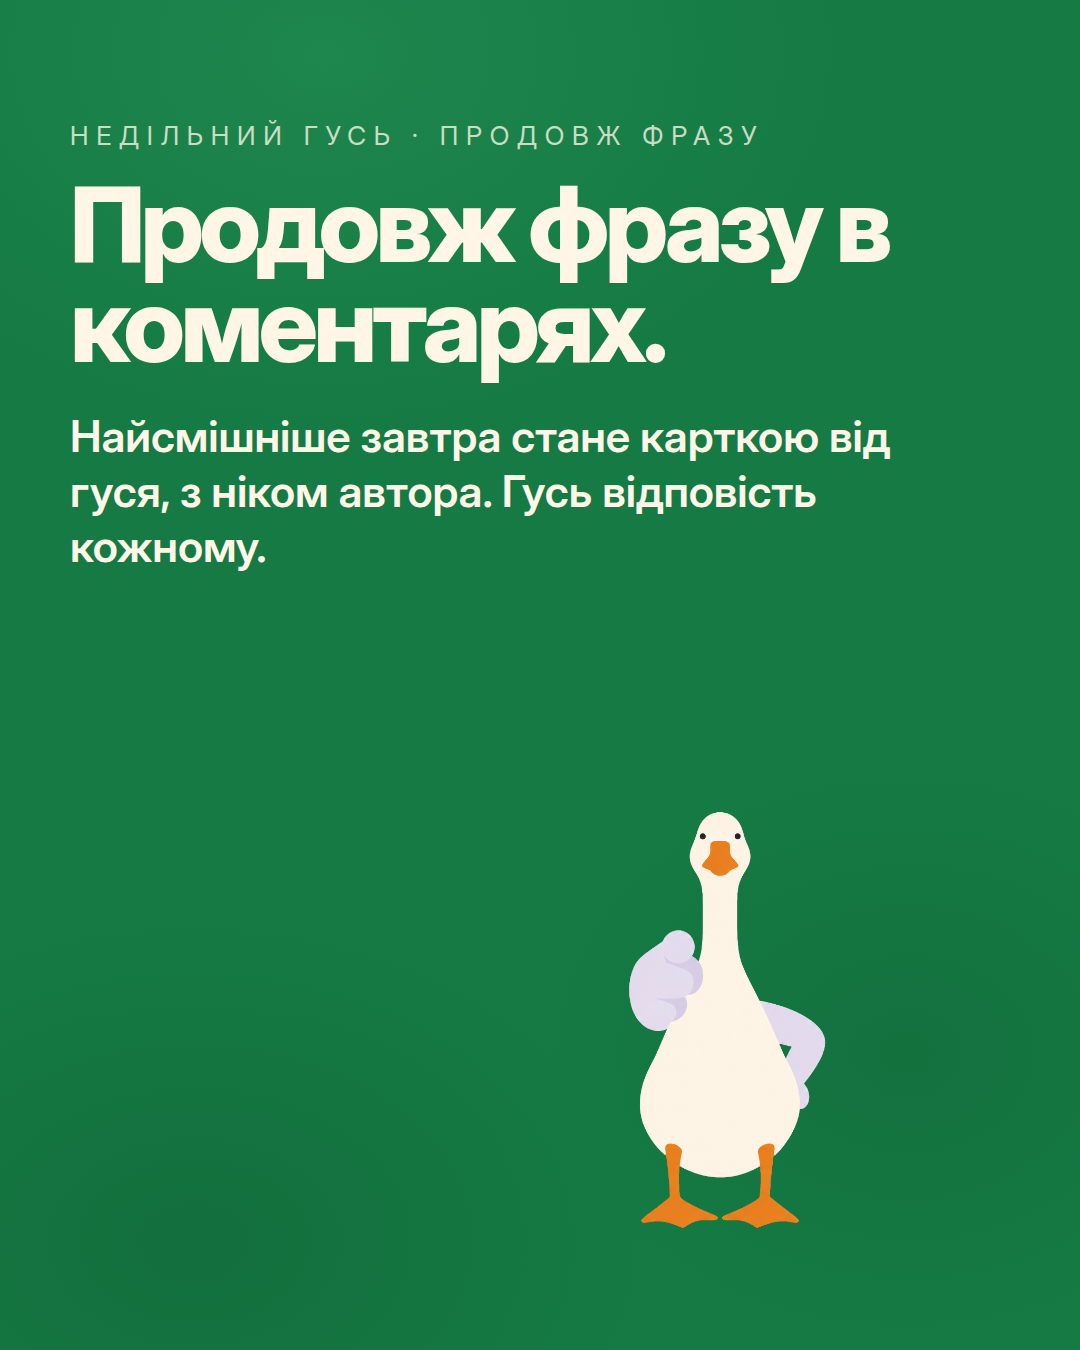 НЕДІЛЬНИЙ ГУСЬ · ПРОДОВЖ ФРАЗУ
Продовж фразу в
коментарях.
Найсмішніше завтра стане карткою від
гуся, з ніком автора. Гусь відповість
кожному.